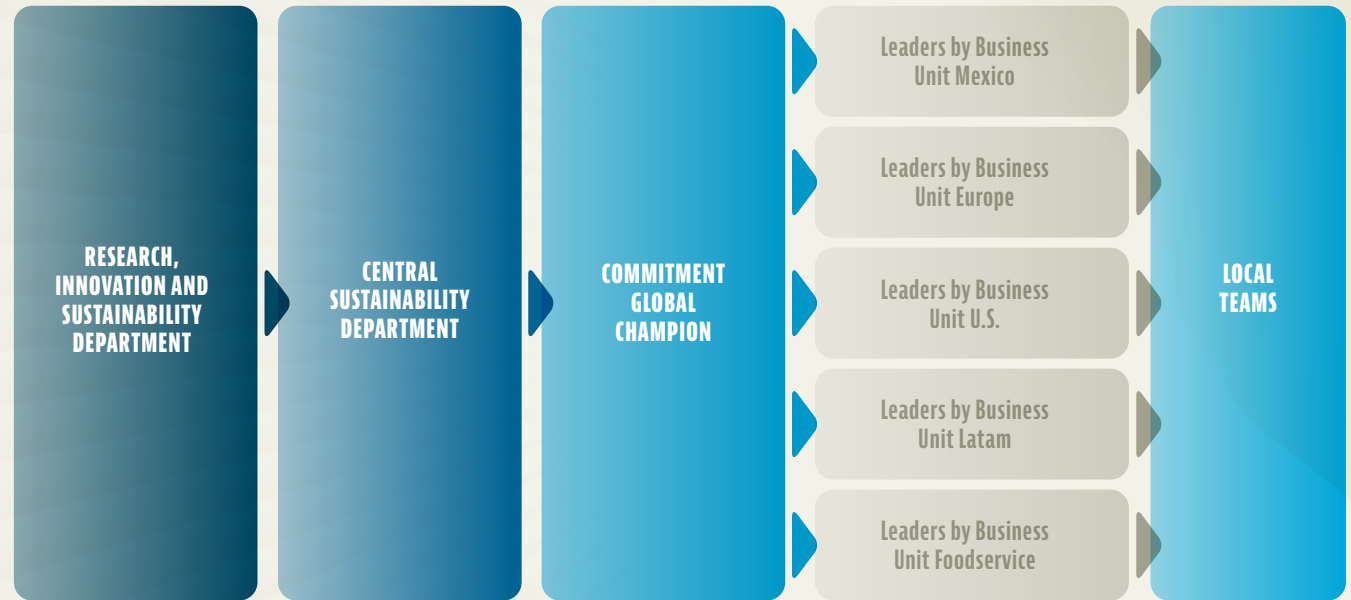 RESEARCH,
INNOVATION AND
SUSTAINABILITY
DEPARTMENT
CENTRAL
SUSTAINABILITY
DEPARTMENT
COMMITMENT
GLOBAL
CHAMPION
Leaders by Business
Unit Mexico
Leaders by Business
Unit Europe
Leaders by Business
Unit U.S.
Leaders by Business
Unit Latam
Leaders by Business
Unit Foodservice
LOCAL
TEAMS